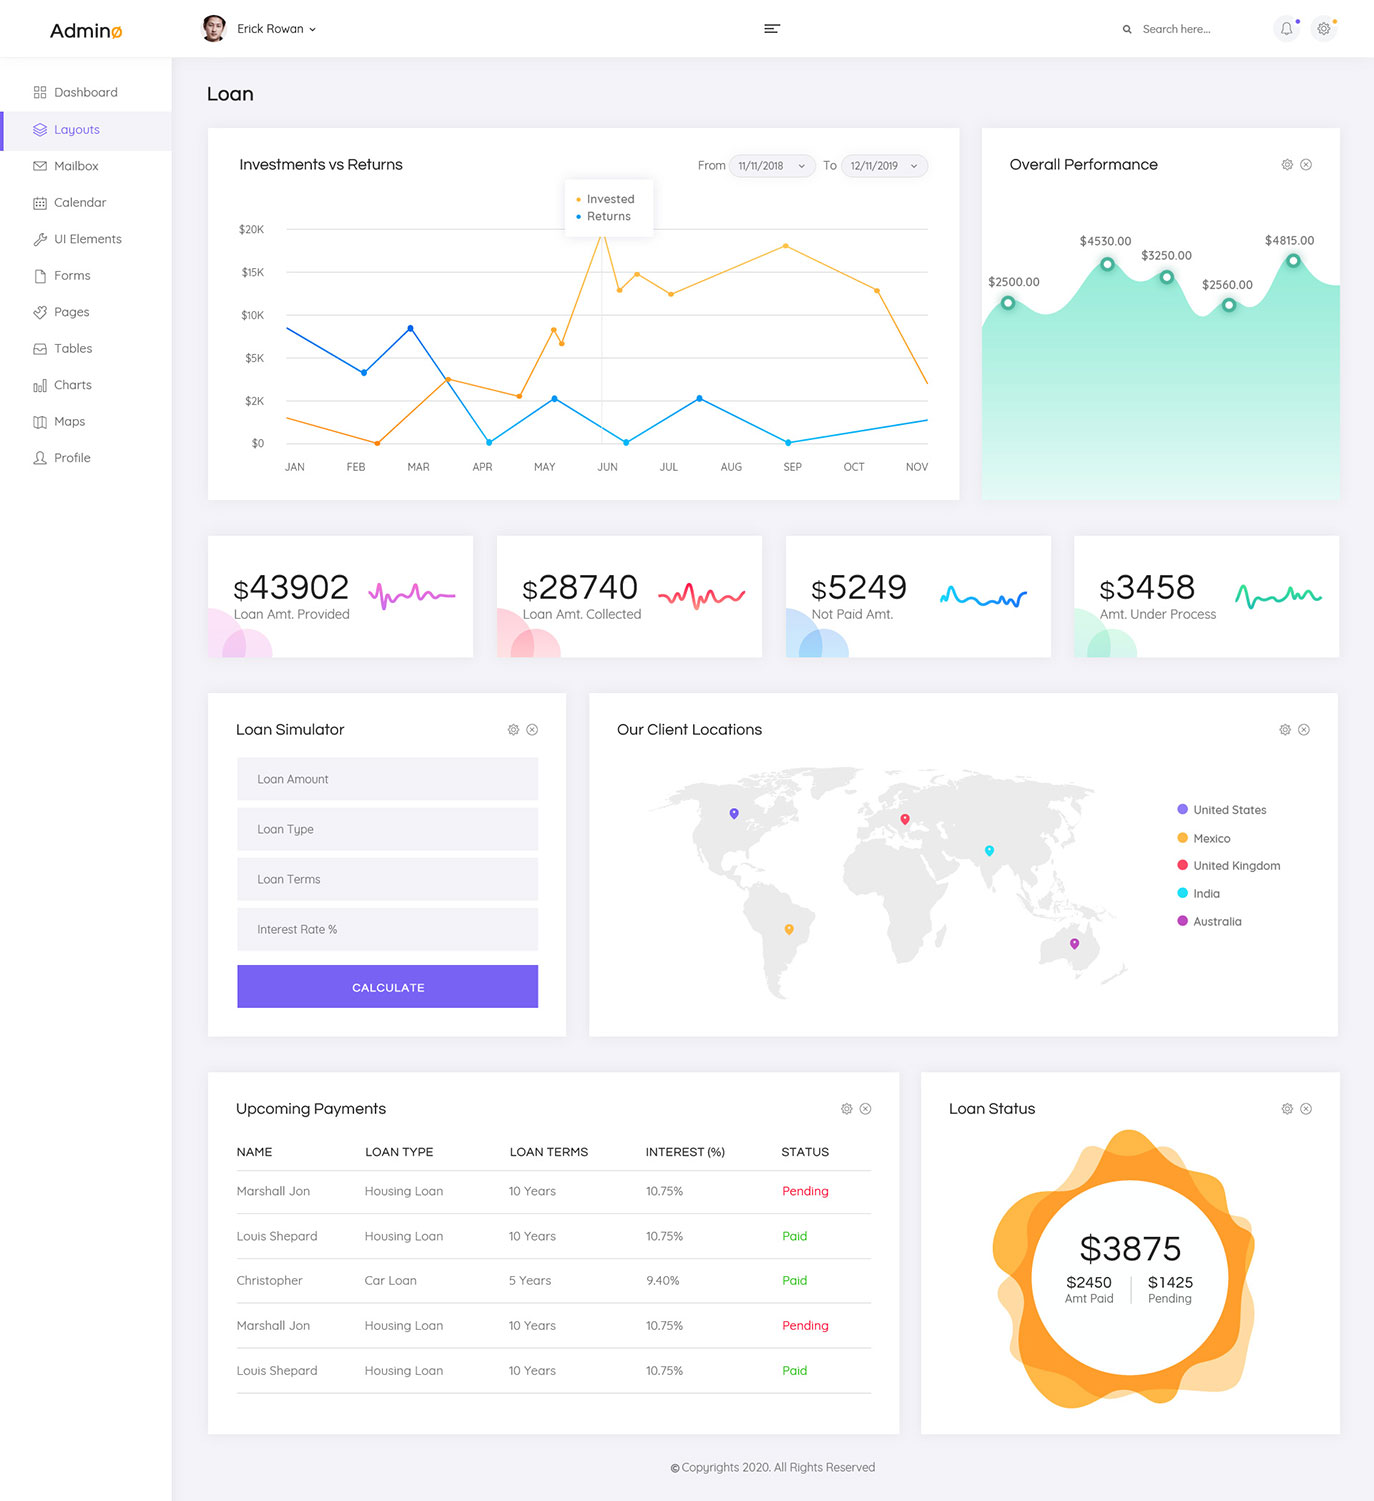 Adminø
Erick Rowan
Search here...
Dashboard
Layouts
Mailbox
Calendar
UI Elements
Forms
Pages
Tables
Charts
Maps
Profile
Loan
Investments vs Returns
From 11/11/2018 To 12/11/2019
Invested
Returns
$20K
$15K
$10K
$5K
$2K
$0
JAN FEB MAR APR MAY JUN JUL AUG SEP OCT NOV
Overall Performance
$2500.00
$4530.00
$3250.00
$2560.00
$4815.00
$43902
Loan Amt. Provided
$28740
Loan Amt. Collected
$5249
Not Paid Amt.
$3458
Amt. Under Process
Loan Simulator
Loan Amount
Loan Type
Loan Terms
Interest Rate %
CALCULATE
Our Client Locations
United States
Mexico
United Kingdom
India
Australia
Upcoming Payments
NAME LOAN TYPE LOAN TERMS INTEREST (%) STATUS
Marshall Jon Housing Loan 10 Years 10.75% Pending
Louis Shepard Housing Loan 10 Years 10.75% Paid
Christopher Car Loan 5 Years 9.40% Paid
Marshall Jon Housing Loan 10 Years 10.75% Pending
Louis Shepard Housing Loan 10 Years 10.75% Paid
Loan Status
$3875
$2450 $1425
Amt Paid Pending
© Copyrights 2020. All Rights Reserved